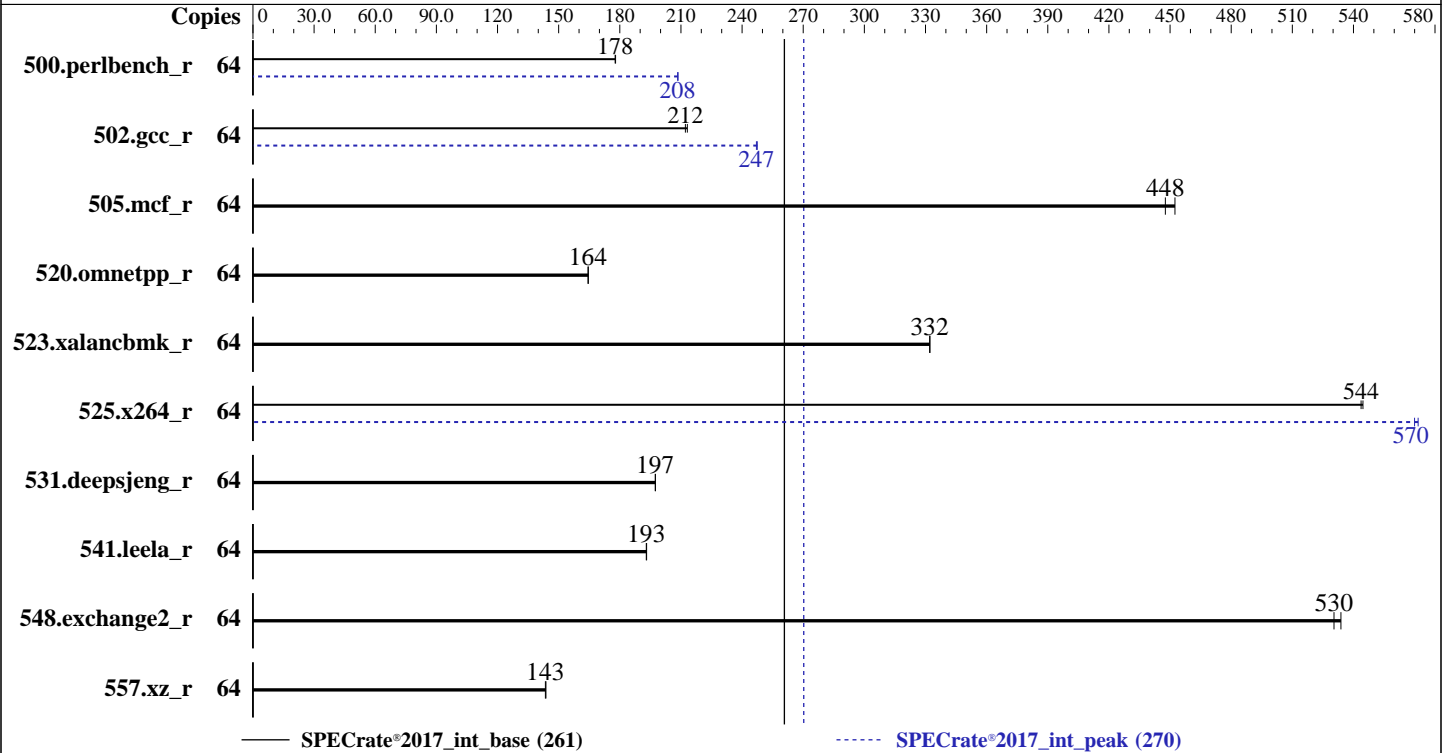 Copies 0 30.0 60.0 90.0 120 150 180 210 240 270 300 330 360 390 420 450 480 510 540 580
178
500.perlbench_r 64
208
212
502.gcc_r 64
247
448
505.mcf_r 64
164
520.omnetpp_r 64
332
523.xalancbmk_r 64
544
525.x264_r 64
570
197
531.deepsjeng_r 64
193
541.leela_r 64
530
548.exchange2_r 64
143
557.xz_r 64
SPECrate®2017_int_base (261) SPECrate®2017_int_peak (270)